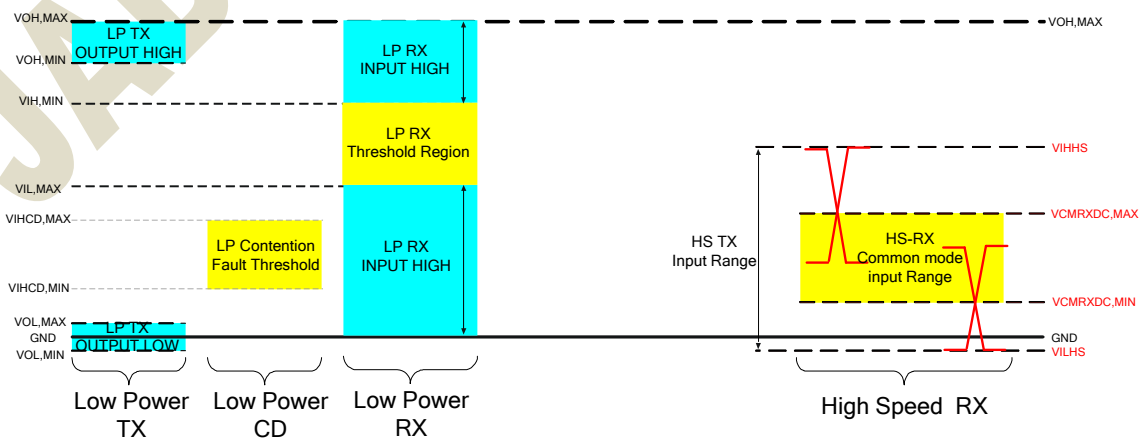 VOH,MAX
LP TX
OUTPUT HIGH
VOH,MIN
VIH,MIN
VIL,MAX
VIHCD,MAX
VIHCD,MIN
VOL,MAX
GND
VOL,MIN
LP TX
OUTPUT LOW
LP Contention
Fault Threshold
LP RX
INPUT HIGH
LP RX
Threshold Region
LP RX
INPUT HIGH
HS TX
Input Range
HS-RX
Common mode
input Range
VOH,MAX
VIHHS
VCMRXDC,MAX
VCMRXDC,MIN
GND
VILHS
Low Power
TX
Low Power
CD
Low Power
RX
High Speed RX